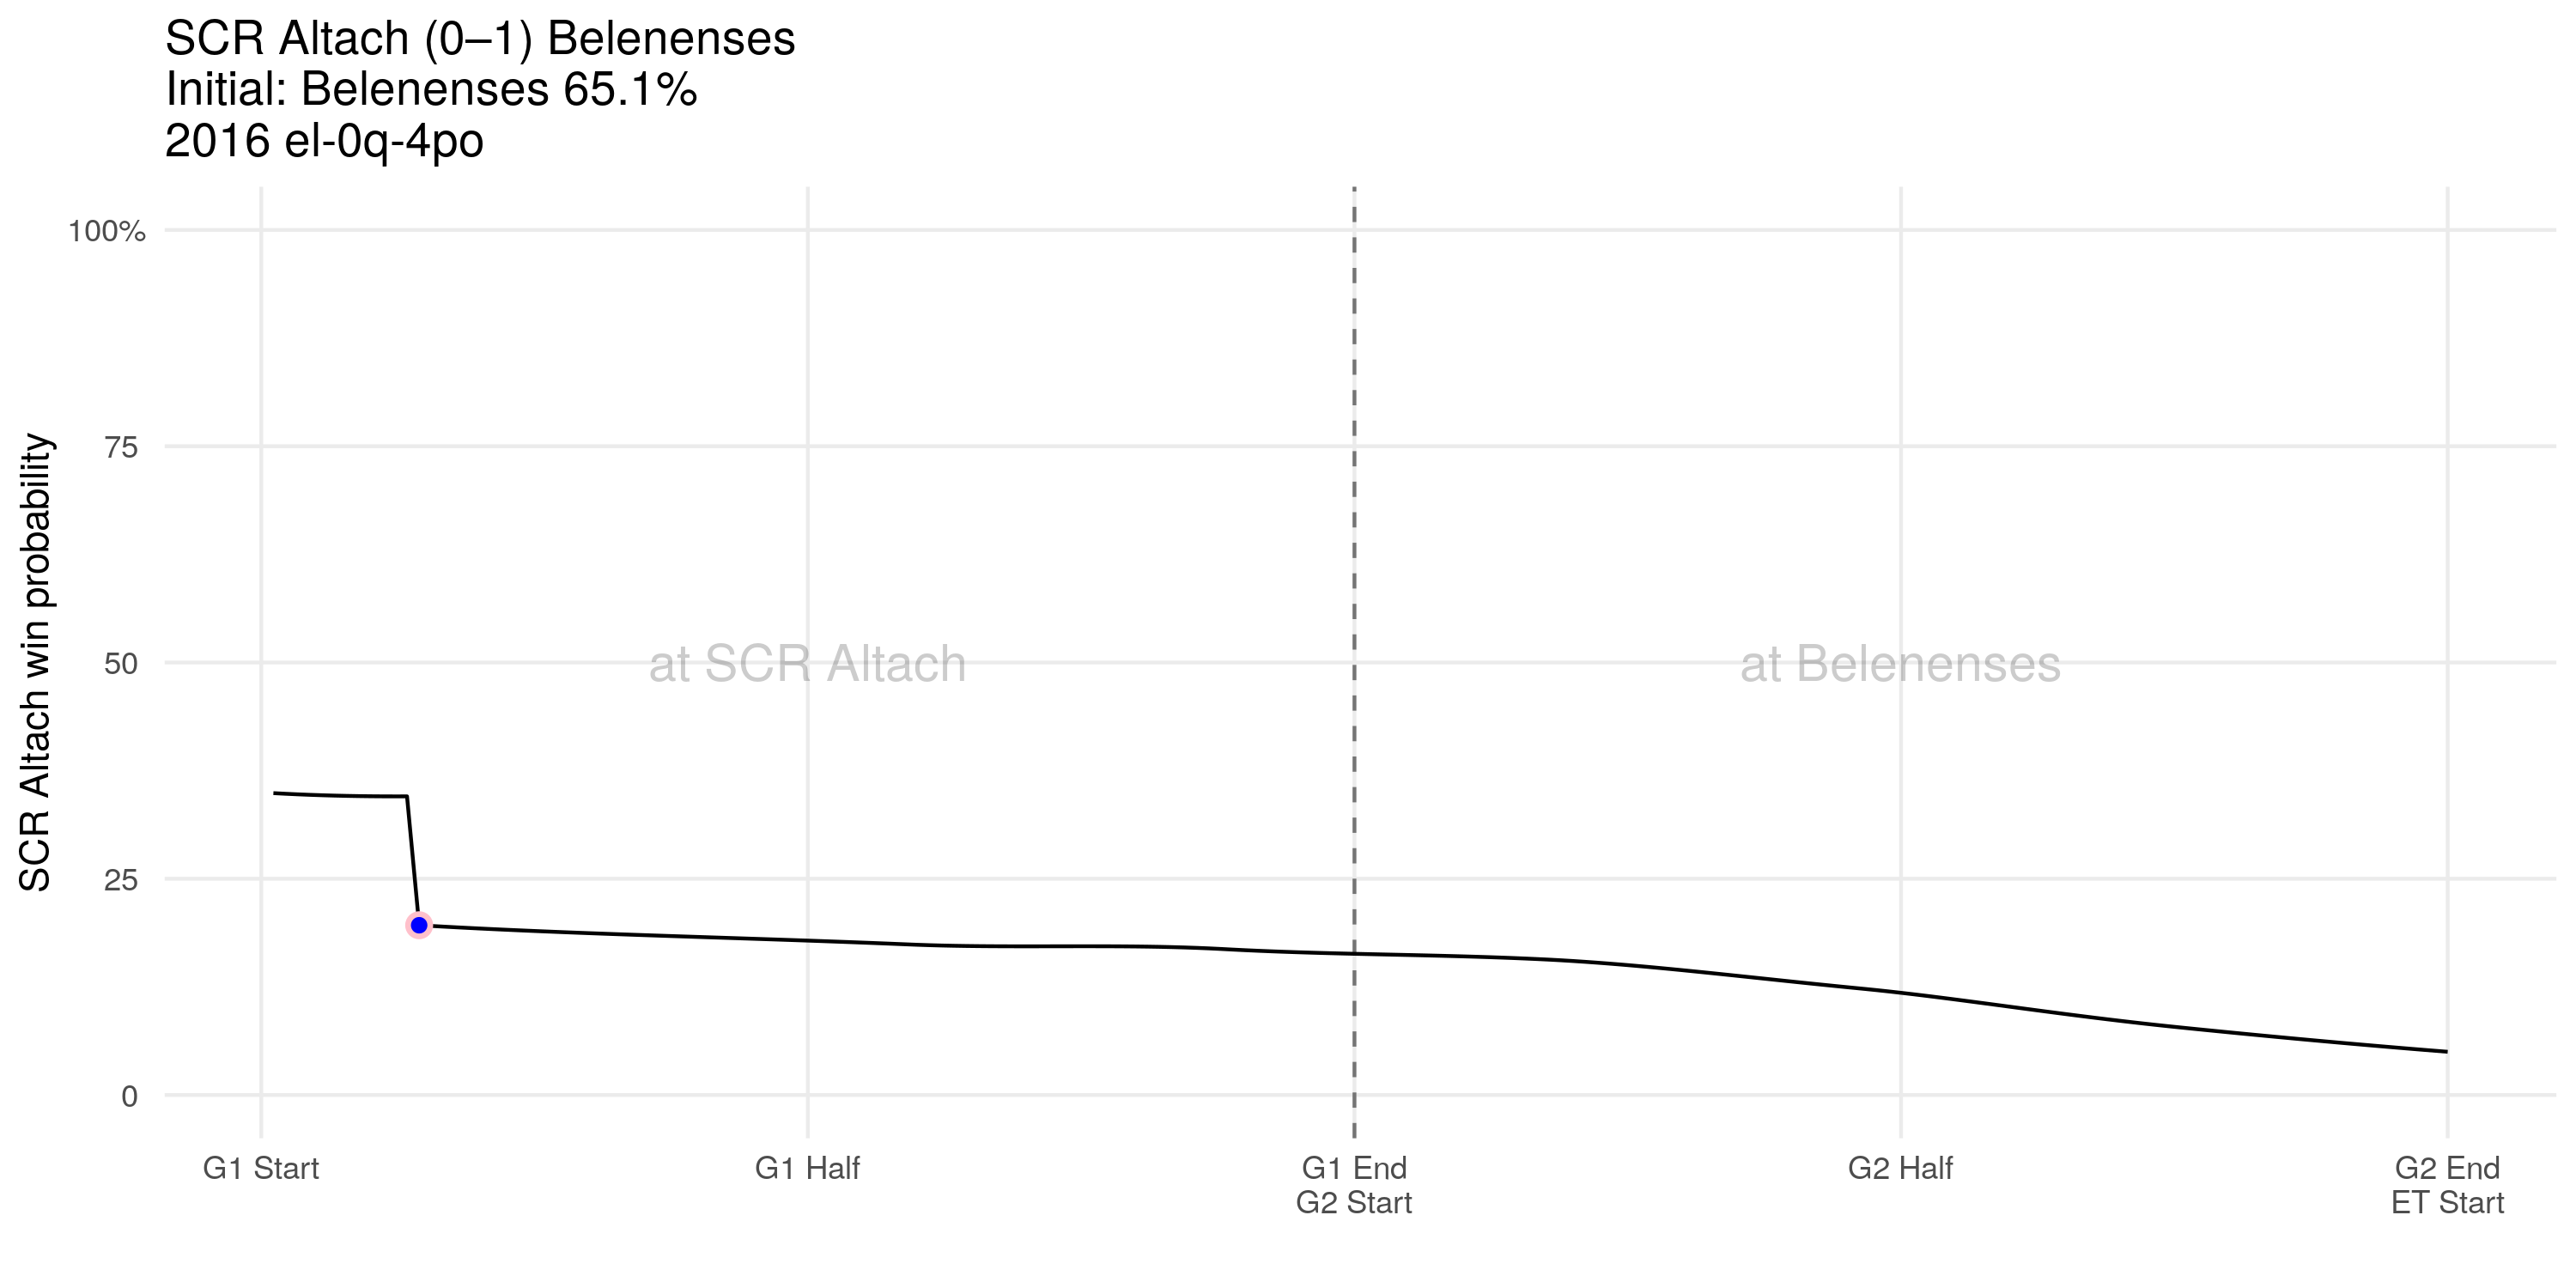 SCR Altach (0–1) Belenenses
Initial: Belenenses 65.1%
2016 el-0q-4po
SCR Altach win probability
100%
75
50
25
0
at SCR Altach
at Belenenses
G1 Start
G1 Half
G1 End
G2 Start
G2 Half
G2 End
ET Start